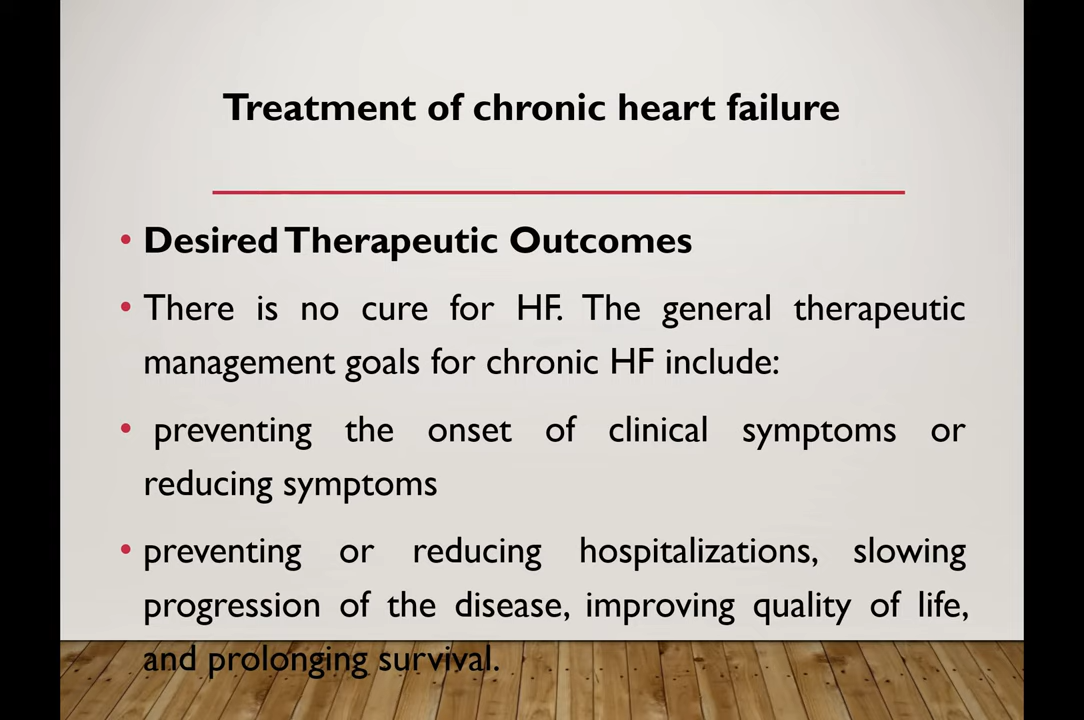 Treatment of chronic heart failure
• Desired Therapeutic Outcomes
• There is no cure for HF. The general therapeutic
management goals for chronic HF include:
• preventing the onset of clinical symptoms or
reducing symptoms
• preventing or reducing hospitalizations, slowing
progression of the disease, improving quality of life,
and prolonging survival.